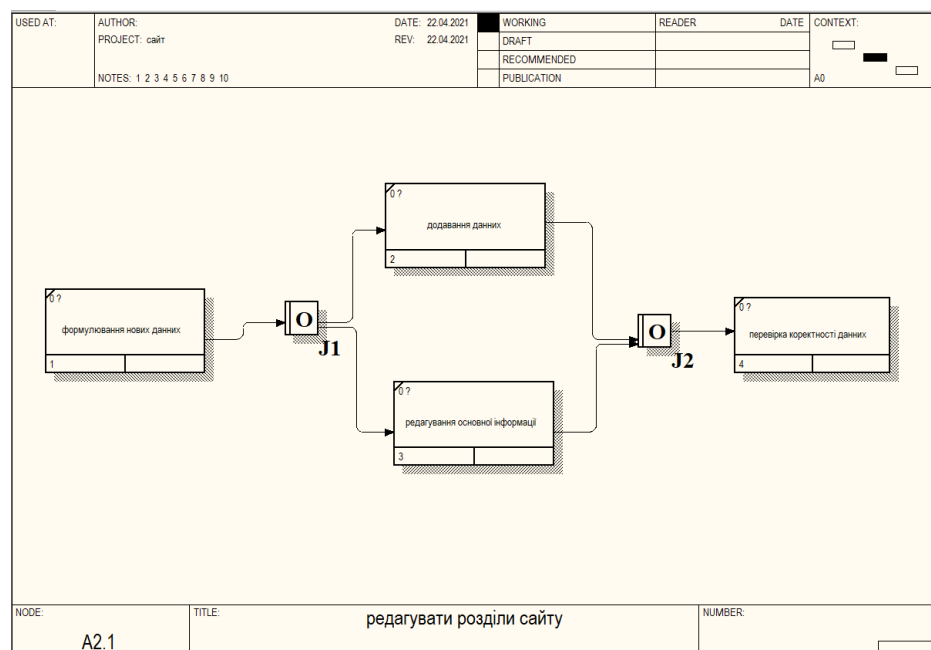 USED AT:
AUTHOR:
DATE: 22.04.2021
WORKING
READER
DATE
CONTEXT:
PROJECT: сайт
REV: 22.04.2021
DRAFT
RECOMMENDED
NOTES: 1 2 3 4 5 6 7 8 9 10
PUBLICATION
A0
0 ?
додавання данних
2
0 ?
формулювання нових данних
1
O
J1
O
J2
0 ?
перевірка коректності данних
4
0 ?
редагування основної інформації
3
NODE:
TITLE:
NUMBER:
редагувати розділи сайту
A2.1